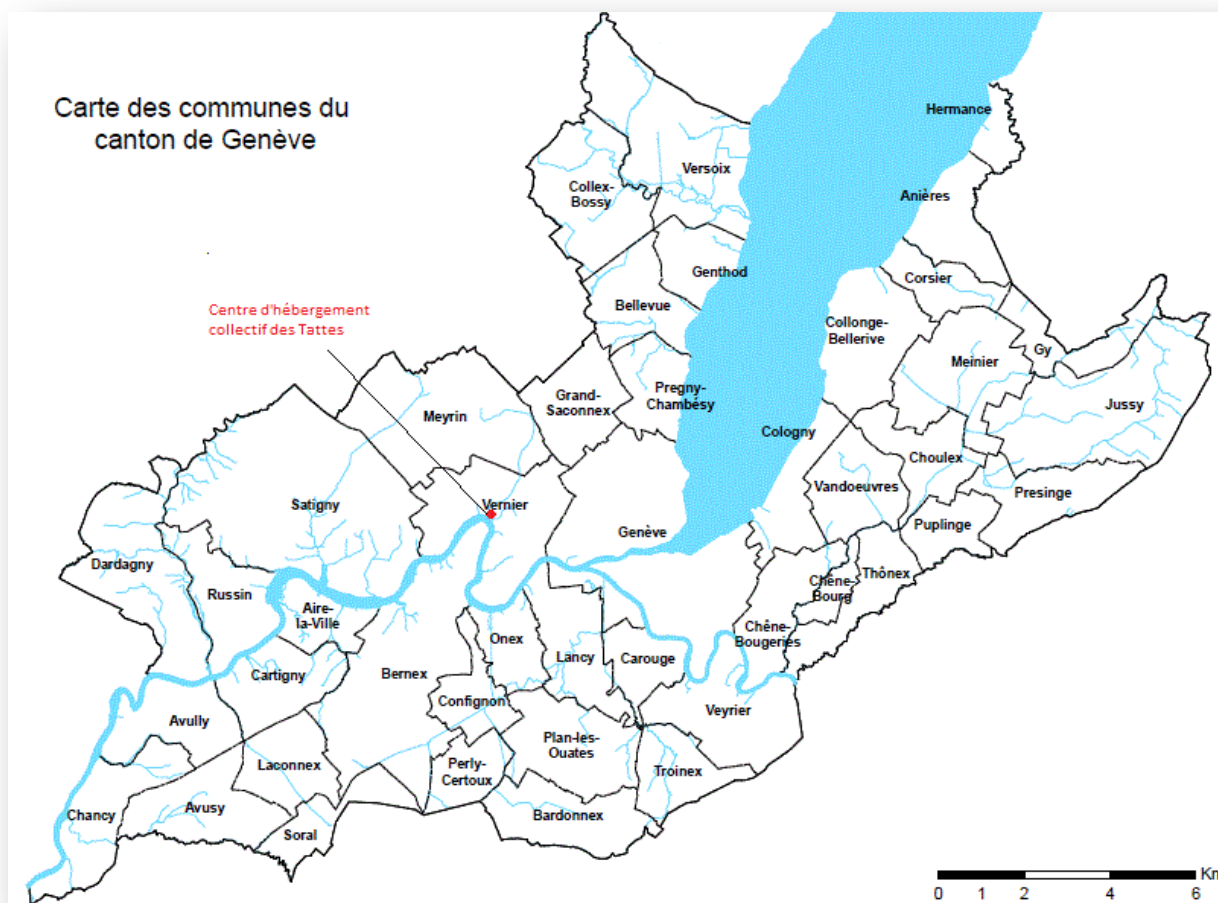 Carte des communes du
canton de Genève
Hermance
Versoix
Collex-
Bossy
Anières
Genthod
Corsier
Bellevue
Centre d'hébergement
collectif des Tattes
Collonge-
Bellerive
Gy
Meinier
Pregny-
Chambésy
Grand-
Saconnex
Jussy
Meyrin
Cologny
Choulex
Vandoeuvres
Presinge
Satigny
Vernier
Puplinge
Genève
Dardagny
Thônex
Chêne-
Bourg
Russin
Aire-
la-Ville
Chêne-
Bougeries
Onex
Lancy
Carouge
Cartigny
Bernex
Confignon
Veyrier
Avully
Plan-les-
Ouates
Laconnex
Perly-
Certoux
Troinex
Chancy
Avusy
Bardonnex
Soral
Km
0 1 2 4 6